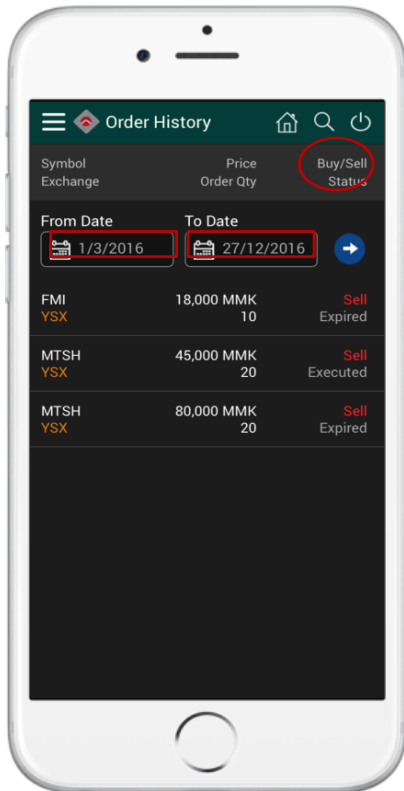 Order History
Symbol Price Buy/Sell
Exchange Order Qty Status
From Date To Date
1/3/2016 27/12/2016
FMI 18,000 MMK Sell
YSX 10 Expired
MTSH 45,000 MMK Sell
YSX 20 Executed
MTSH 80,000 MMK Sell
YSX 20 Expired